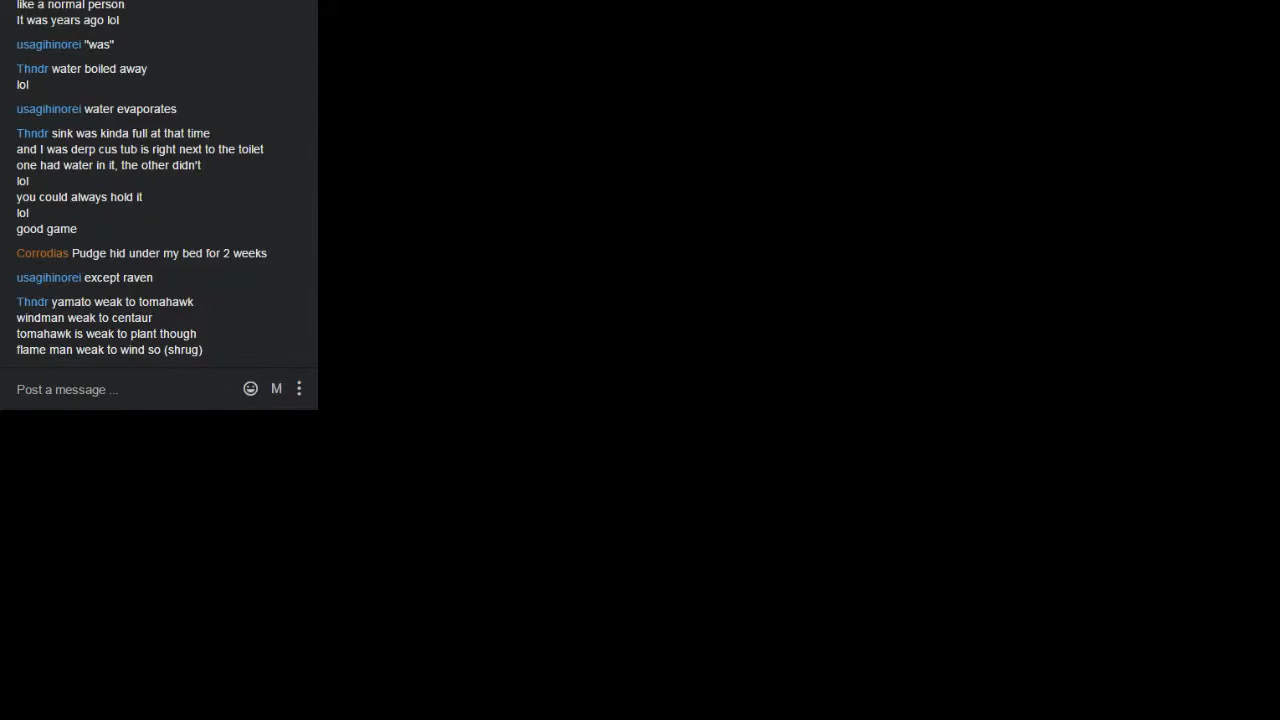 like a normal person
It was years ago lol
usagihinorei "was"
Thndr water boiled away
lol
usagihinorei water evaporates
Thndr sink was kinda full at that time
and I was derp cus tub is right next to the toilet
one had water in it, the other didn't
lol
you could always hold it
lol
good game
Corrodias Pudge hid under my bed for 2 weeks
usagihinorei except raven
Thndr yamato weak to tomahawk
windman weak to centaur
tomahawk is weak to plant though
flame man weak to wind so (shrug)
Post a message ... M